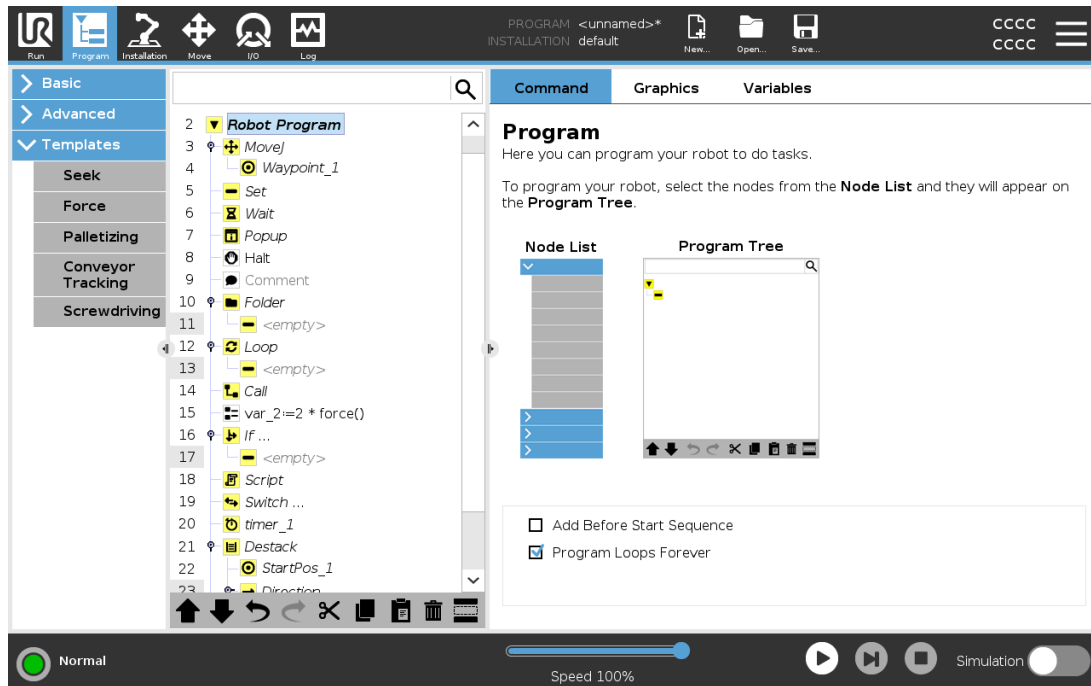 PROGRAM <unnamed>*
INSTALLATION default
Run
Program
Installation
Move
I/O
Log
New...
Open...
Save...
CCCC
CCCC
Basic
Advanced
Templates
Seek
Force
Palletizing
Conveyor
Tracking
Screwdriving
2 Robot Program
3 MoveJ
4 Waypoint_1
5 Set
6 Wait
7 Popup
8 Halt
9 Comment
10 Folder
11 <empty>
12 Loop
13 <empty>
14 Call
15 var_2:=2 * force()
16 If ...
17 <empty>
18 Script
19 Switch ...
20 timer_1
21 Destack
22 StartPos_1
23 Direction
Command
Graphics
Variables
Program
Here you can program your robot to do tasks.
To program your robot, select the nodes from the Node List and they will appear on
the Program Tree.
Node List
Program Tree
Add Before Start Sequence
Program Loops Forever
Normal
Speed 100%
Simulation